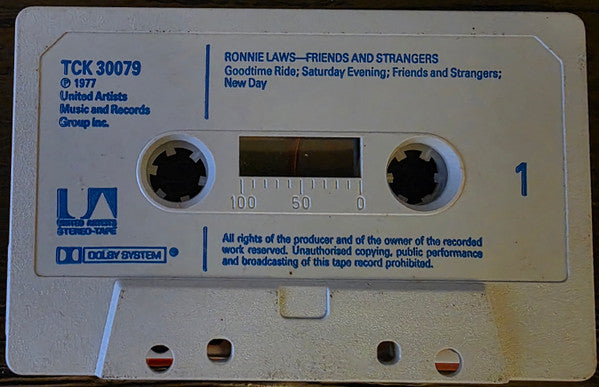 TCK 30079
℗ 1977
United Artists
Music and Records
Group Inc.
RONNIE LAWS—FRIENDS AND STRANGERS
Goodtime Ride; Saturday Evening; Friends and Strangers;
New Day
100 50 0
1
UA
UNITED ARTISTS
STEREO-TAPE
DOLBY SYSTEM
All rights of the producer and of the owner of the recorded
work reserved. Unauthorised copying, public performance
and broadcasting of this tape record prohibited.